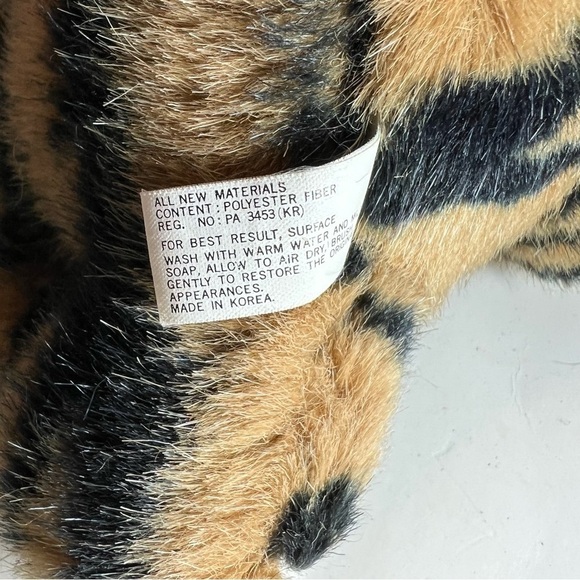 ALL NEW MATERIALS
CONTENT: POLYESTER FIBER
REG. NO: PA 3453(KR)
FOR BEST RESULT, SURFACE
WASH WITH WARM WATER AND
SOAP, ALLOW TO AIR DRY.
GENTLY TO RESTORE THE
APPEARANCES.
MADE IN KOREA.